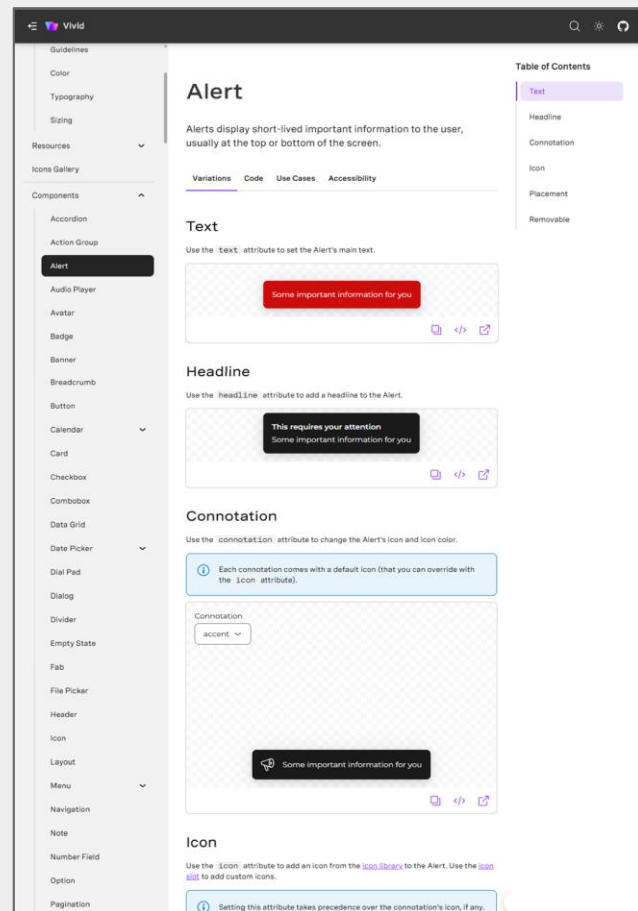 Vivid
Guidelines
Color
Typography
Sizing
Resources
Icons Gallery
Components
Accordion
Action Group
Alert
Audio Player
Avatar
Badge
Banner
Breadcrumb
Button
Calendar
Card
Checkbox
Combobox
Data Grid
Date Picker
Dial Pad
Dialog
Divider
Empty State
Fab
File Picker
Header
Icon
Layout
Menu
Navigation
Note
Number Field
Option
Pagination
Alert
Alerts display short-lived important information to the user,
usually at the top or bottom of the screen.
Variations Code Use Cases Accessibility
Text
Use the text attribute to set the Alert's main text.
Some important information for you
Headline
Use the headline attribute to add a headline to the Alert.
This requires your attention
Some important information for you
Connotation
Use the connotation attribute to change the Alert's icon and icon color.
Each connotation comes with a default icon (that you can override with
the icon attribute).
Connotation
accent
Some important information for you
Icon
Use the icon attribute to add an icon from the icon library to the Alert. Use the icon
slot to add custom icons.
Setting this attribute takes precedence over the connotation's icon, if any.
Table of Contents
Text
Headline
Connotation
Icon
Placement
Removable